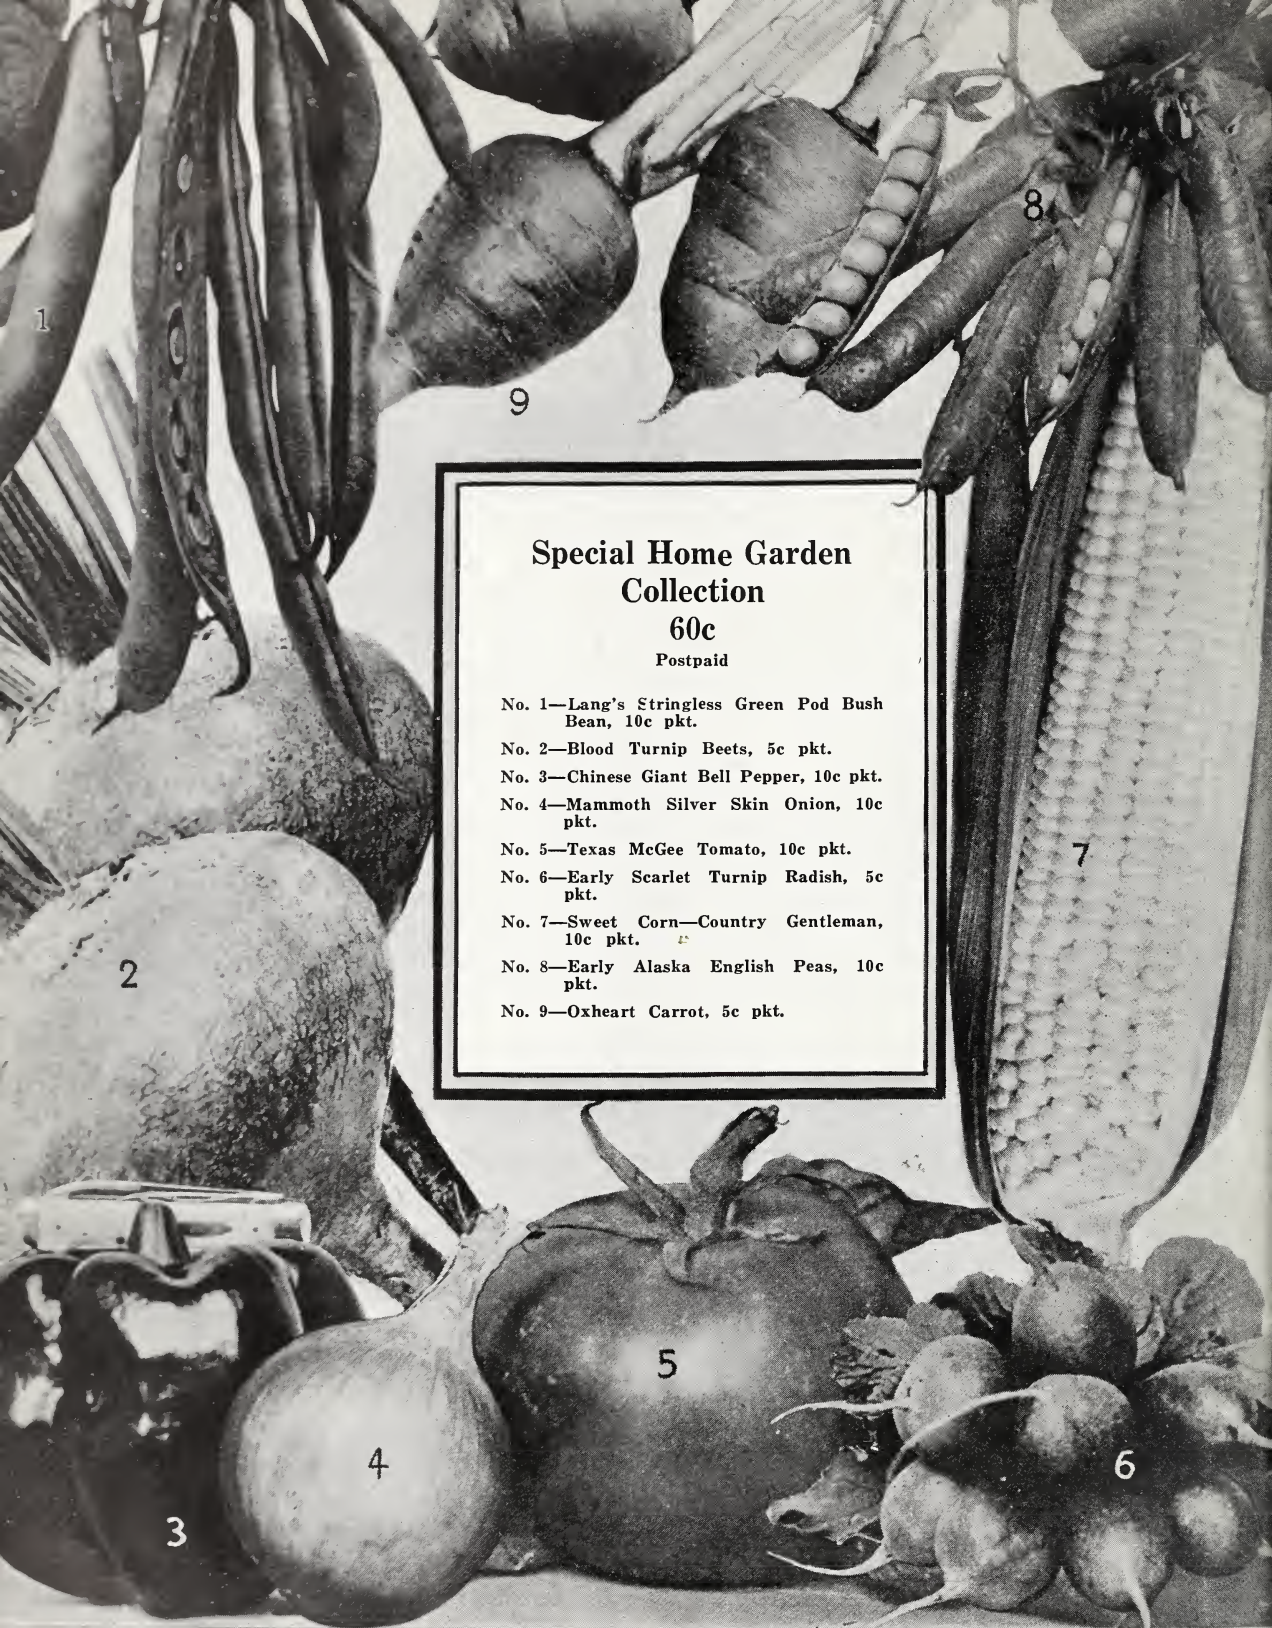 1
8
9
Special Home Garden
Collection
60c
Postpaid
No. 1—Lang's Stringless Green Pod Bush
Bean, 10c pkt.
No. 2—Blood Turnip Beets, 5c pkt.
No. 3—Chinese Giant Bell Pepper, 10c pkt.
No. 4—Mammoth Silver Skin Onion, 10c
pkt.
No. 5—Texas McGee Tomato, 10c pkt.
No. 6—Early Scarlet Turnip Radish, 5c
pkt.
No. 7—Sweet Corn—Country Gentleman,
10c pkt.
No. 8—Early Alaska English Peas, 10c
pkt.
No. 9—Oxheart Carrot, 5c pkt.
7
2
5
4
6
3